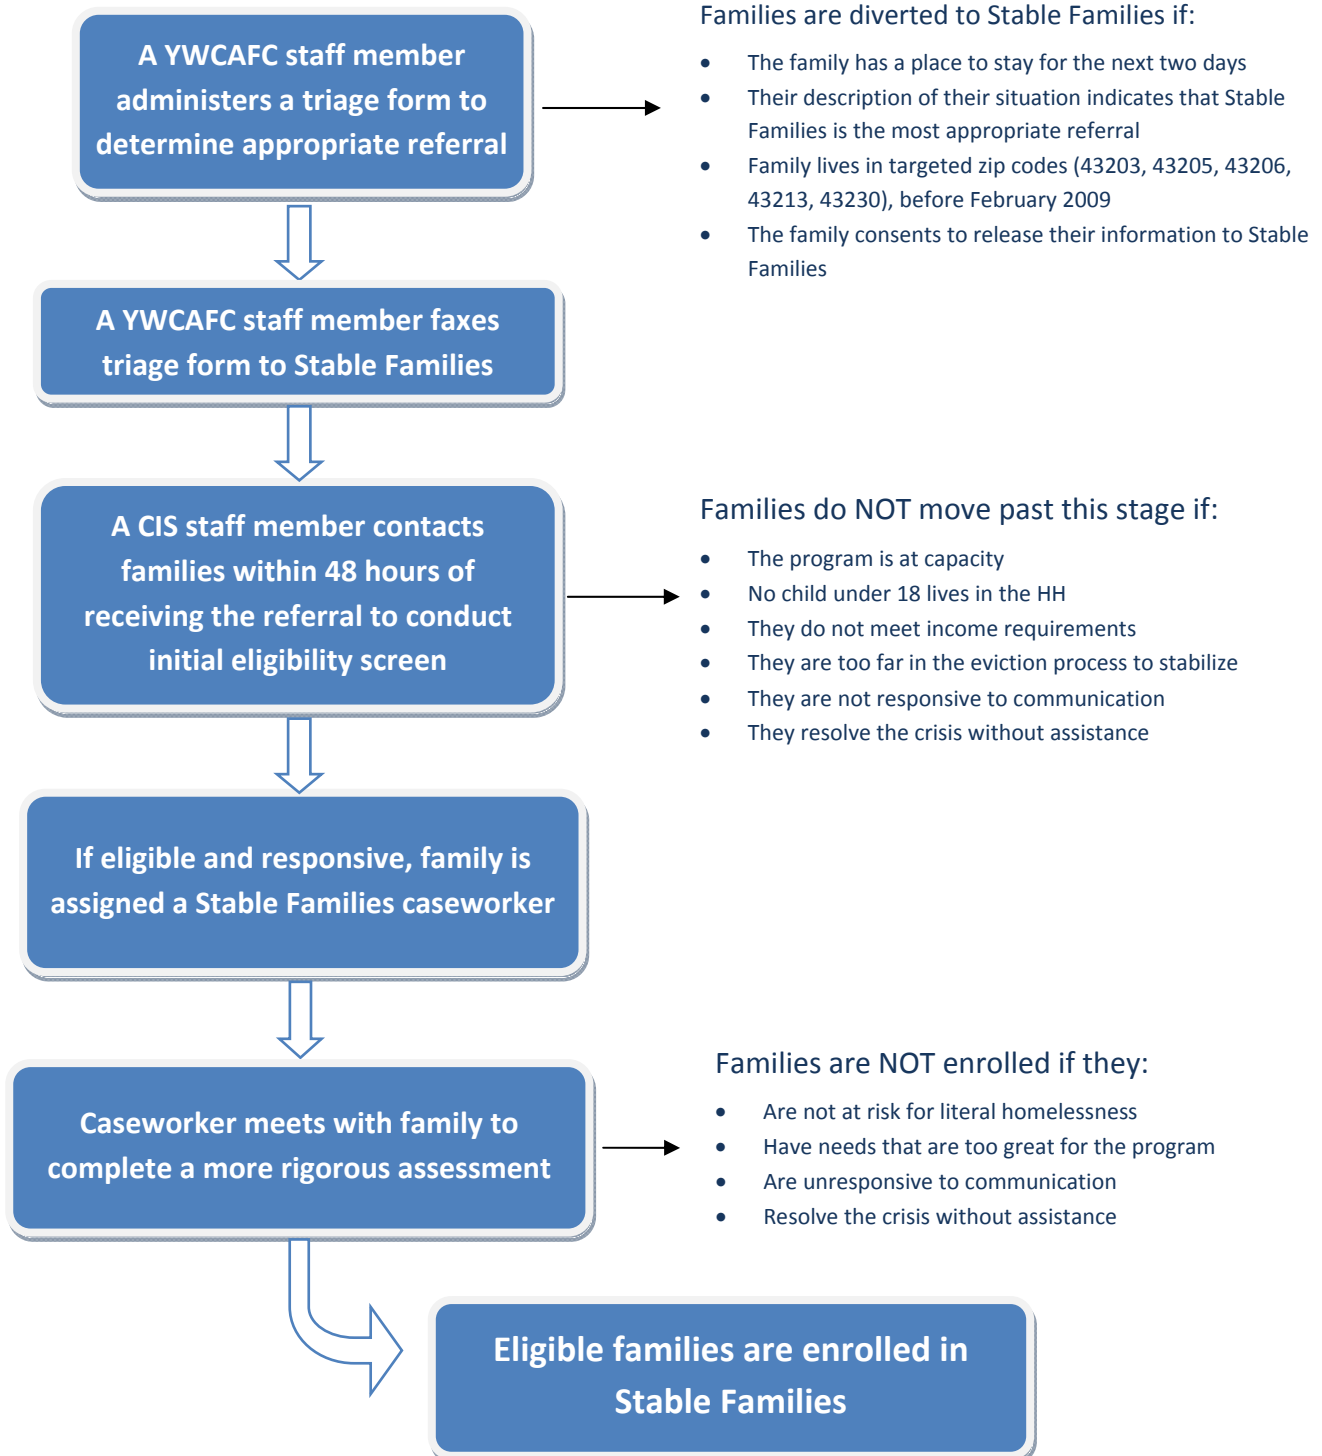 A YWCAFC staff member
administers a triage form to
determine appropriate referral
Families are diverted to Stable Families if:
• The family has a place to stay for the next two days
• Their description of their situation indicates that Stable
Families is the most appropriate referral
• Family lives in targeted zip codes (43203, 43205, 43206,
43213, 43230), before February 2009
• The family consents to release their information to Stable
Families
A YWCAFC staff member faxes
triage form to Stable Families
A CIS staff member contacts
families within 48 hours of
receiving the referral to conduct
initial eligibility screen
Families do NOT move past this stage if:
• The program is at capacity
• No child under 18 lives in the HH
• They do not meet income requirements
• They are too far in the eviction process to stabilize
• They are not responsive to communication
• They resolve the crisis without assistance
If eligible and responsive, family is
assigned a Stable Families caseworker
Caseworker meets with family to
complete a more rigorous assessment
Families are NOT enrolled if they:
• Are not at risk for literal homelessness
• Have needs that are too great for the program
• Are unresponsive to communication
• Resolve the crisis without assistance
Eligible families are enrolled in
Stable Families